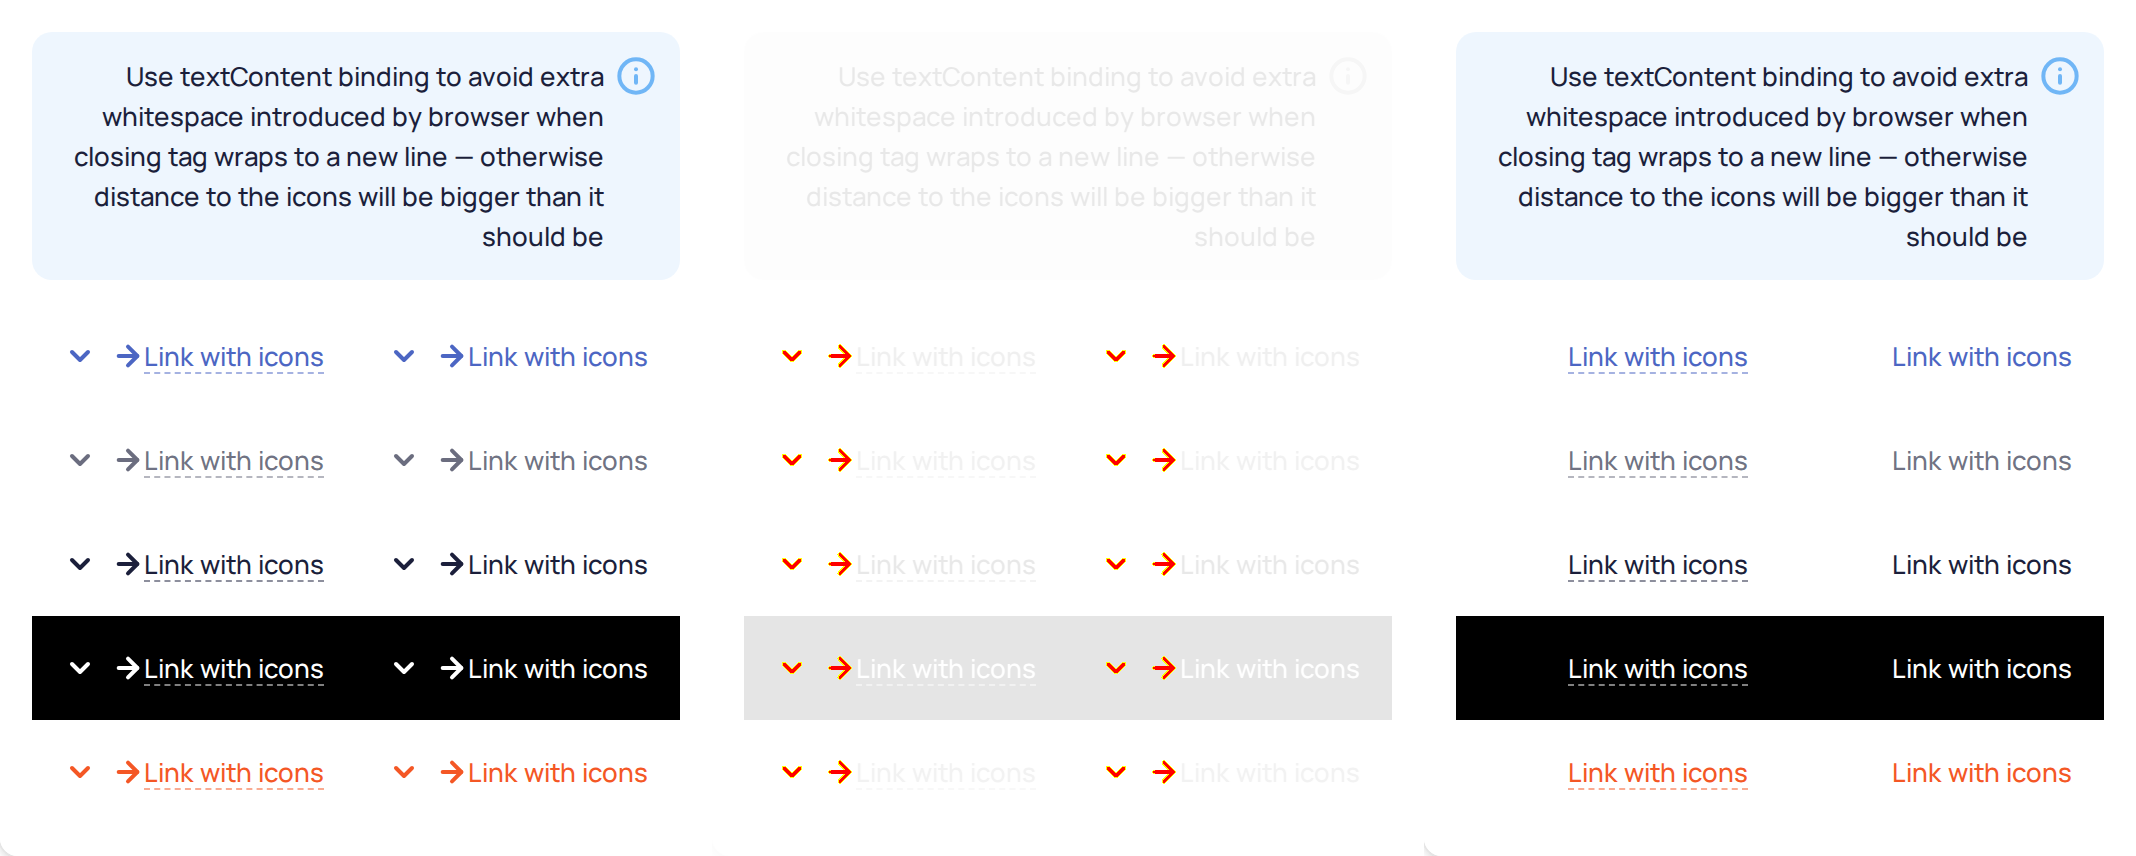 Use textContent binding to avoid extra
whitespace introduced by browser when
closing tag wraps to a new line — otherwise
distance to the icons will be bigger than it
should be
Link with icons Link with icons
Link with icons Link with icons
Link with icons Link with icons
Link with icons Link with icons
Link with icons Link with icons
Use textContent binding to avoid extra
whitespace introduced by browser when
closing tag wraps to a new line — otherwise
distance to the icons will be bigger than it
should be
Link with icons Link with icons
Link with icons Link with icons
Link with icons Link with icons
Link with icons Link with icons
Link with icons Link with icons
Use textContent binding to avoid extra
whitespace introduced by browser when
closing tag wraps to a new line — otherwise
distance to the icons will be bigger than it
should be
Link with icons Link with icons
Link with icons Link with icons
Link with icons Link with icons
Link with icons Link with icons
Link with icons Link with icons